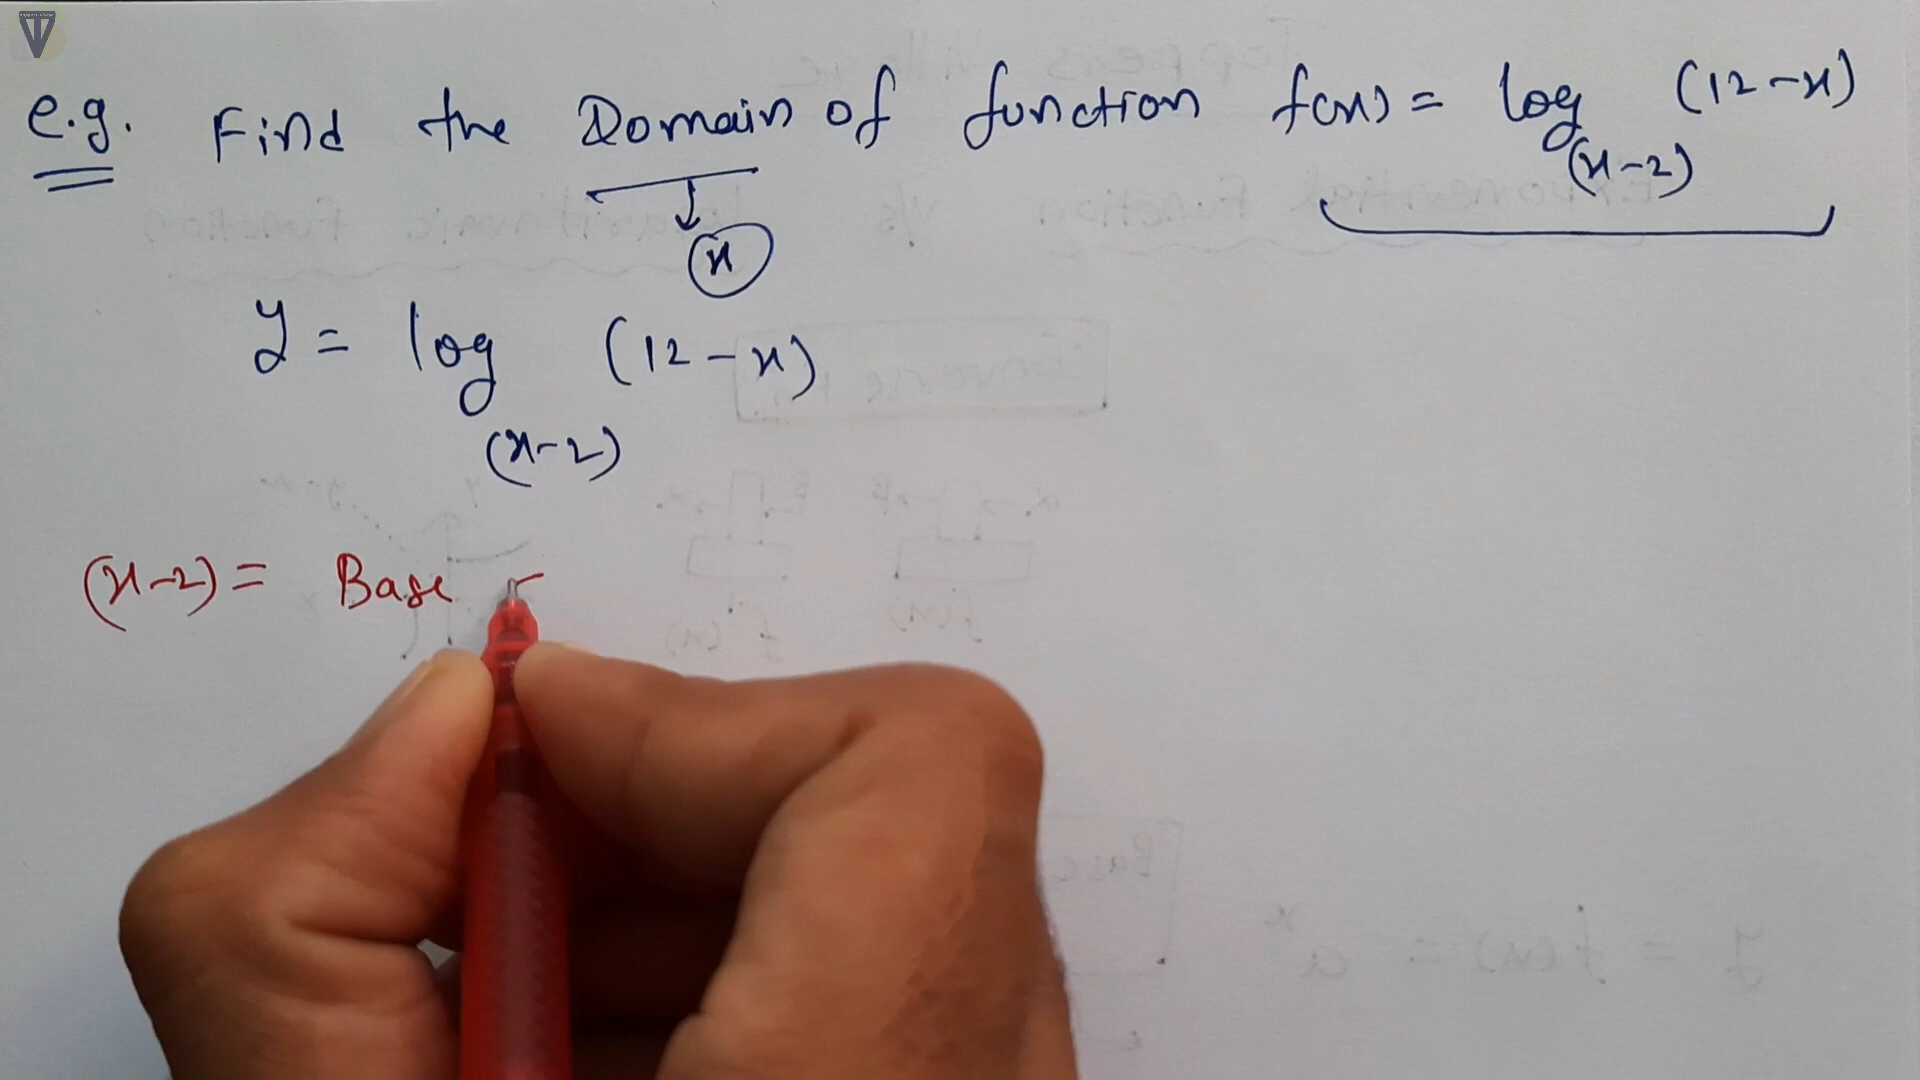 e.g. Find the Domain of function f(x) = log(x-2) (12-x)
x
y = log(x-2) (12-x)
(x-2) = Base